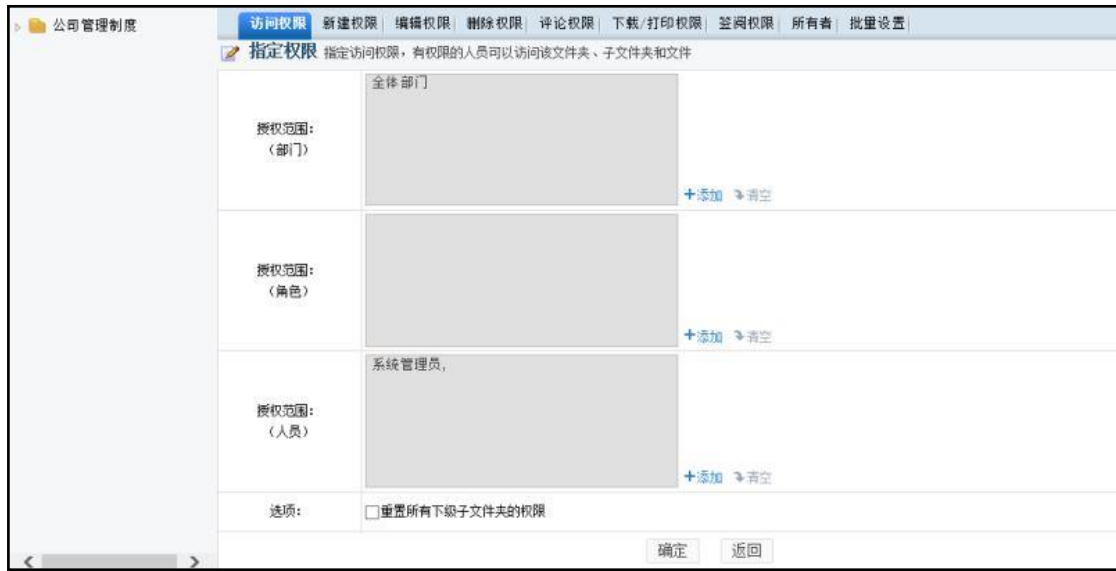 公司管理制度
访问权限 新建权限 编辑权限 删除权限 评论权限 下载/打印权限 签阅权限 所有者 批量设置
指定权限 指定访问权限，有权限的人员可以访问该文件夹、子文件夹和文件
全体部门
授权范围：
（部门）
添加 清空
授权范围：
（角色）
添加 清空
系统管理员,
授权范围：
（人员）
添加 清空
选项： 重置所有下级子文件夹的权限
确定 返回